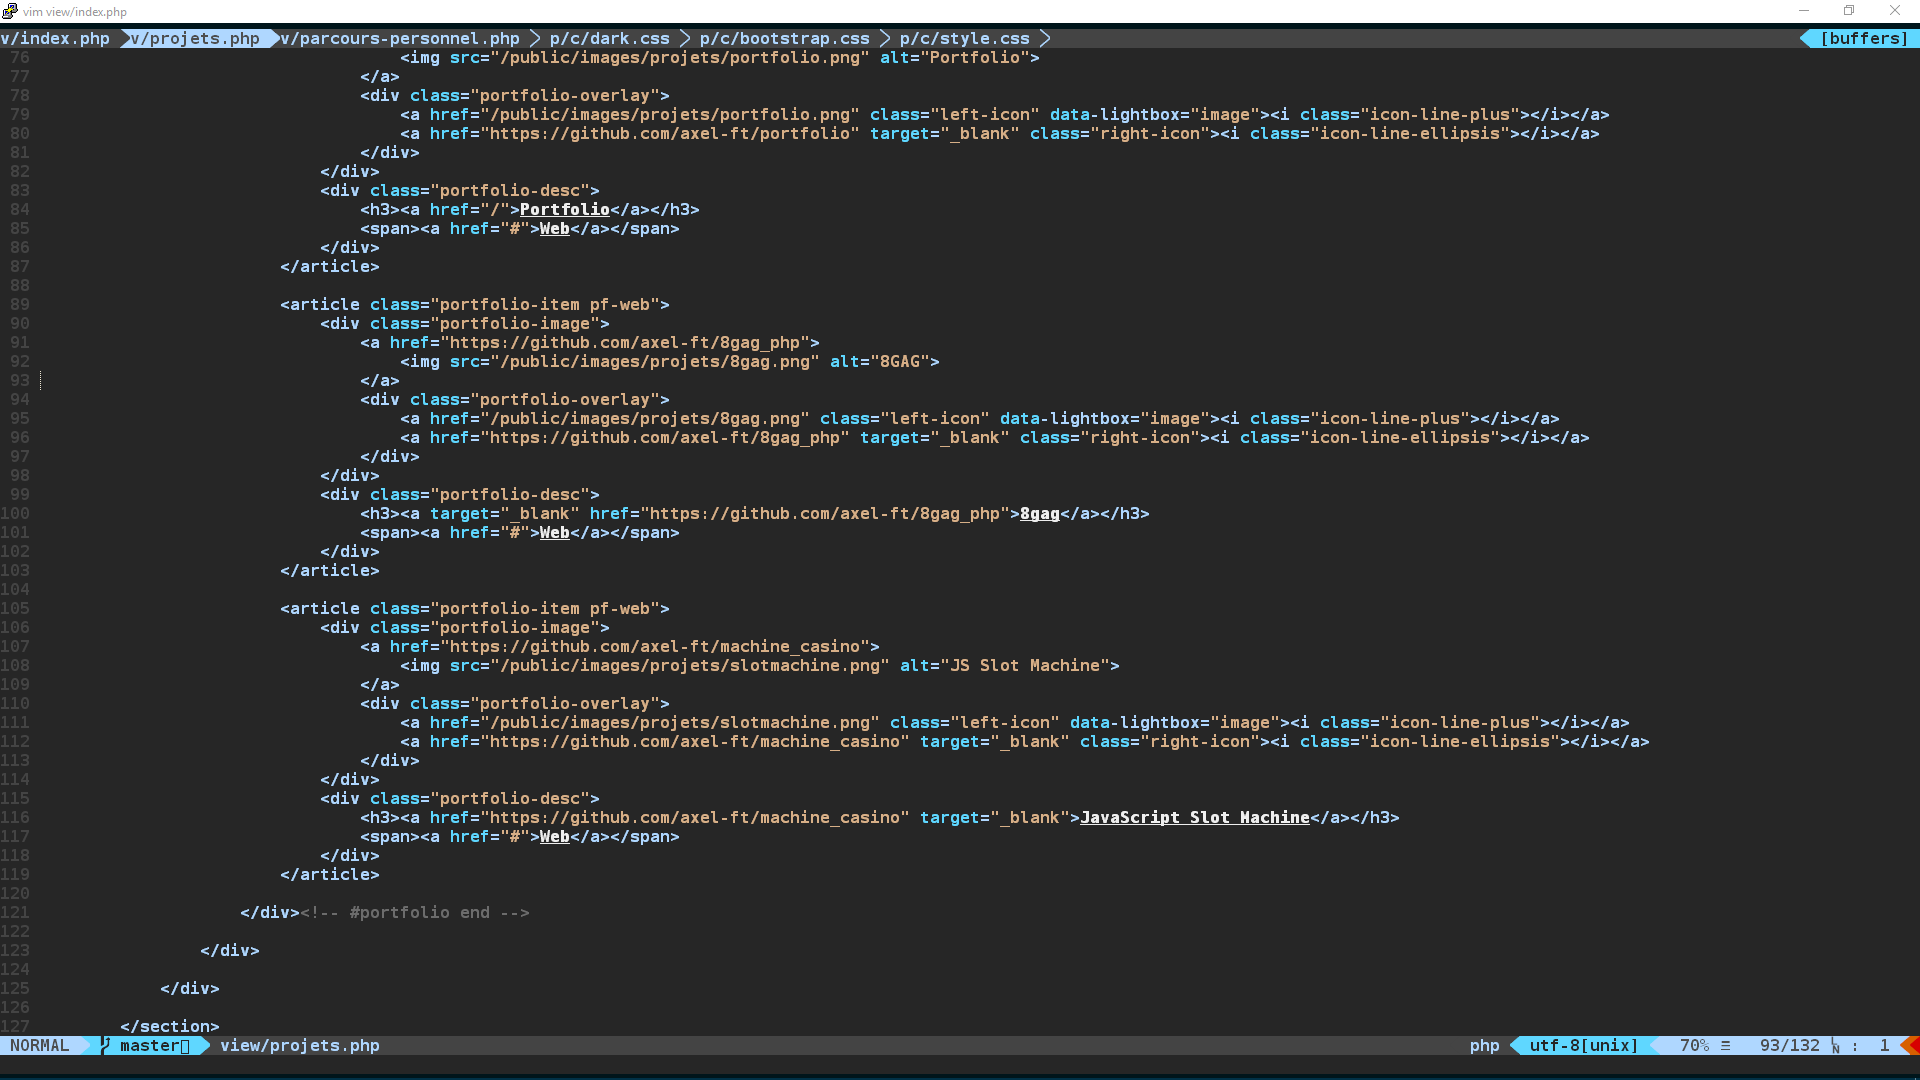 vim view/index.php
v/index.php v/projets.php v/parcours-personnel.php p/c/dark.css p/c/bootstrap.css p/c/style.css [buffers]
76 <img src="/public/images/projets/portfolio.png" alt="Portfolio">
77 </a>
78 <div class="portfolio-overlay">
79 <a href="/public/images/projets/portfolio.png" class="left-icon" data-lightbox="image"><i class="icon-line-plus"></i></a>
80 <a href="https://github.com/axel-ft/portfolio" target="_blank" class="right-icon"><i class="icon-line-ellipsis"></i></a>
81 </div>
82 </div>
83 <div class="portfolio-desc">
84 <h3><a href="/">Portfolio</a></h3>
85 <span><a href="#">Web</a></span>
86 </div>
87 </article>
88
89 <article class="portfolio-item pf-web">
90 <div class="portfolio-image">
91 <a href="https://github.com/axel-ft/8gag_php">
92 <img src="/public/images/projets/8gag.png" alt="8GAG">
93 </a>
94 <div class="portfolio-overlay">
95 <a href="/public/images/projets/8gag.png" class="left-icon" data-lightbox="image"><i class="icon-line-plus"></i></a>
96 <a href="https://github.com/axel-ft/8gag_php" target="_blank" class="right-icon"><i class="icon-line-ellipsis"></i></a>
97 </div>
98 </div>
99 <div class="portfolio-desc">
100 <h3><a target="_blank" href="https://github.com/axel-ft/8gag_php">8gag</a></h3>
101 <span><a href="#">Web</a></span>
102 </div>
103 </article>
104
105 <article class="portfolio-item pf-web">
106 <div class="portfolio-image">
107 <a href="https://github.com/axel-ft/machine_casino">
108 <img src="/public/images/projets/slotmachine.png" alt="JS Slot Machine">
109 </a>
110 <div class="portfolio-overlay">
111 <a href="/public/images/projets/slotmachine.png" class="left-icon" data-lightbox="image"><i class="icon-line-plus"></i></a>
112 <a href="https://github.com/axel-ft/machine_casino" target="_blank" class="right-icon"><i class="icon-line-ellipsis"></i></a>
113 </div>
114 </div>
115 <div class="portfolio-desc">
116 <h3><a href="https://github.com/axel-ft/machine_casino" target="_blank">JavaScript Slot Machine</a></h3>
117 <span><a href="#">Web</a></span>
118 </div>
119 </article>
120
121 </div><!-- #portfolio end -->
122
123 </div>
124
125 </div>
126
127 </section>
NORMAL master view/projets.php php utf-8[unix] 70% ≡ 93/132 ␤ : 1